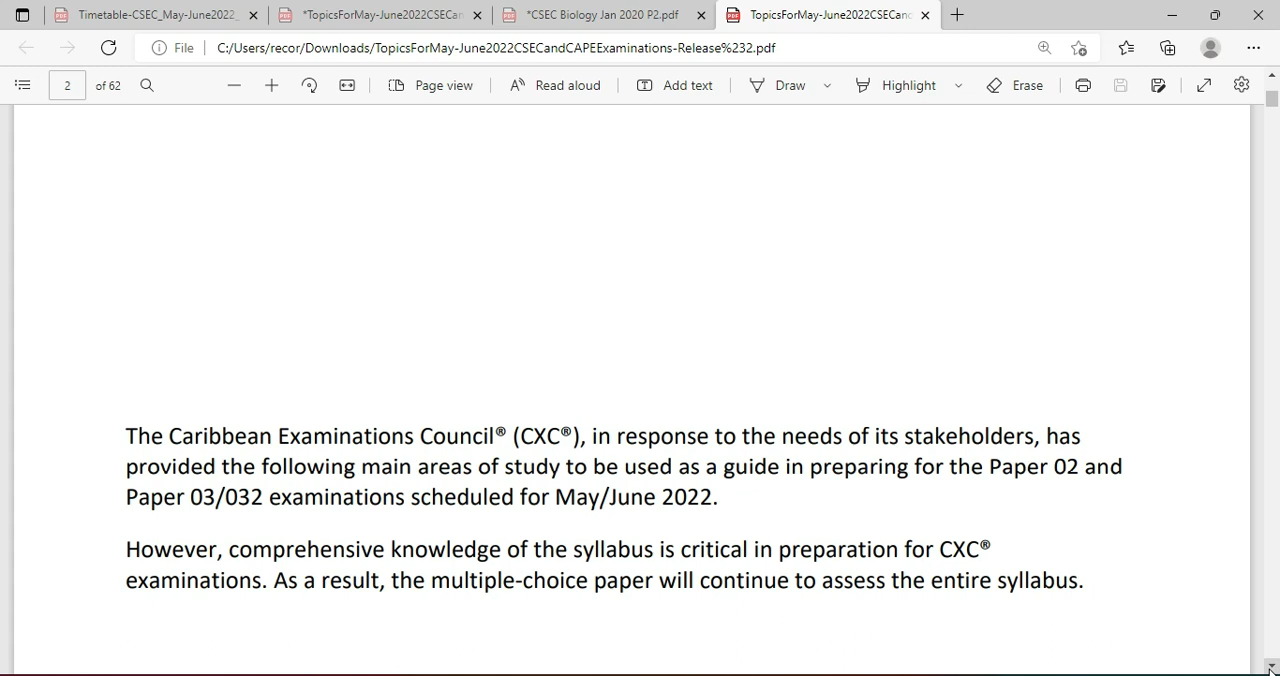 Timetable-CSEC_May-June2022_
*TopicsForMay-June2022CSECan
*CSEC Biology Jan 2020 P2.pdf
TopicsForMay-June2022CSECanc
File
C:/Users/recor/Downloads/TopicsForMay-June2022CSECandCAPEExaminations-Release%232.pdf
2 of 62
Page view
Read aloud
Add text
Draw
Highlight
Erase
The Caribbean Examinations Council® (CXC®), in response to the needs of its stakeholders, has
provided the following main areas of study to be used as a guide in preparing for the Paper 02 and
Paper 03/032 examinations scheduled for May/June 2022.
However, comprehensive knowledge of the syllabus is critical in preparation for CXC®
examinations. As a result, the multiple-choice paper will continue to assess the entire syllabus.